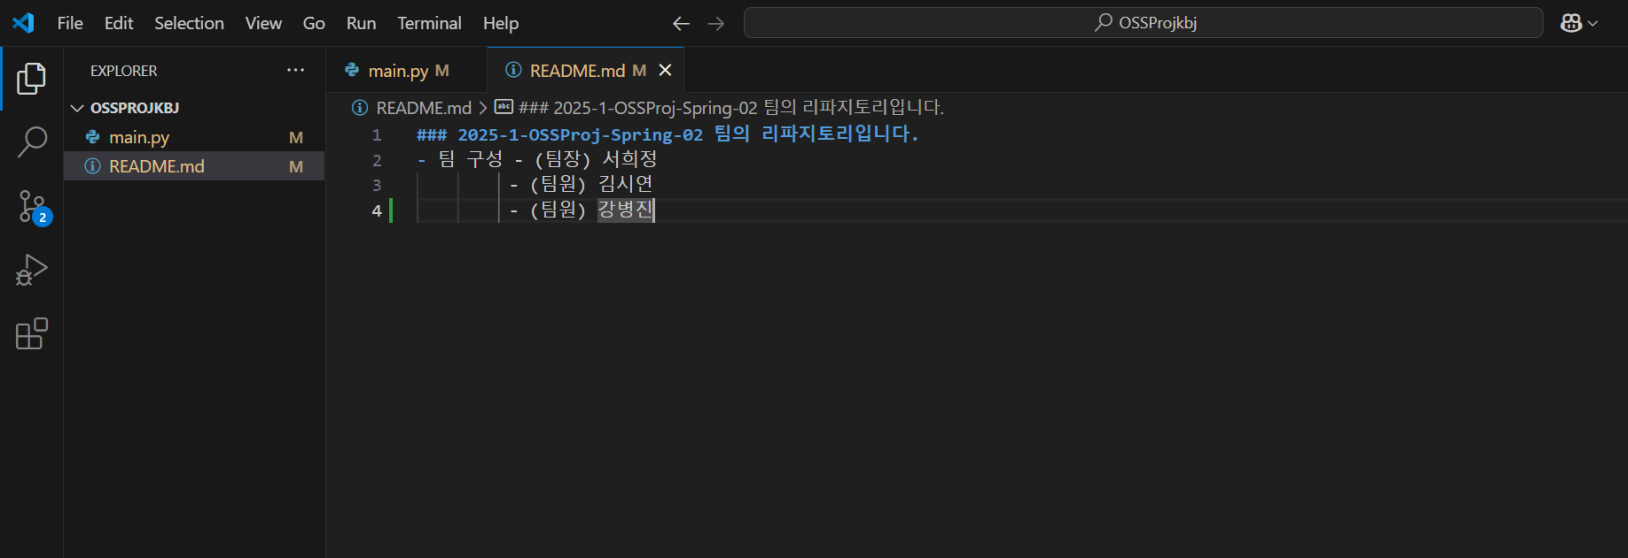 File Edit Selection View Go Run Terminal Help
OSSProjkbj
EXPLORER
OSSPROJKBJ
main.py M
README.md M
2
main.py M
README.md M
README.md > ### 2025-1-OSSProj-Spring-02 팀의 리파지토리입니다.
1 ### 2025-1-OSSProj-Spring-02 팀의 리파지토리입니다.
2 - 팀 구성 - (팀장) 서희정
3 - (팀원) 김시연
4 - (팀원) 강병진